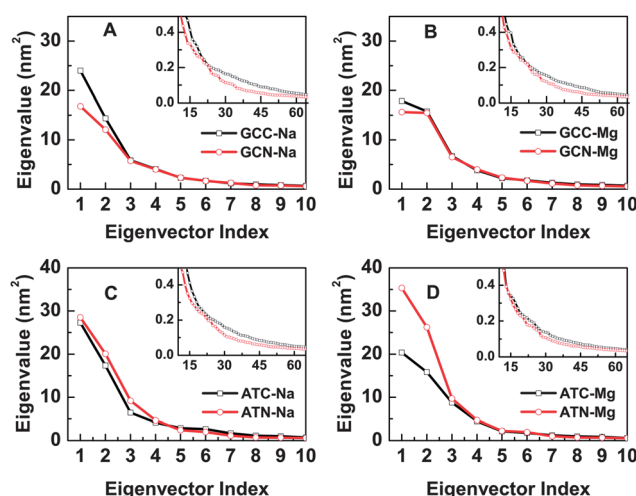 A
Eigenvalue (nm²)
35
30
25
20
15
10
5
0
0.4
0.2
0.0
15 30 45 60
GCC-Na
GCN-Na
1 2 3 4 5 6 7 8 9 10
Eigenvector Index
B
Eigenvalue (nm²)
35
30
25
20
15
10
5
0
0.4
0.2
0.0
15 30 45 60
GCC-Mg
GCN-Mg
1 2 3 4 5 6 7 8 9 10
Eigenvector Index
C
Eigenvalue (nm²)
40
30
20
10
0
0.4
0.2
0.0
15 30 45 60
ATC-Na
ATN-Na
1 2 3 4 5 6 7 8 9 10
Eigenvector Index
D
Eigenvalue (nm²)
40
30
20
10
0
0.4
0.2
0.0
15 30 45 60
ATC-Mg
ATN-Mg
1 2 3 4 5 6 7 8 9 10
Eigenvector Index